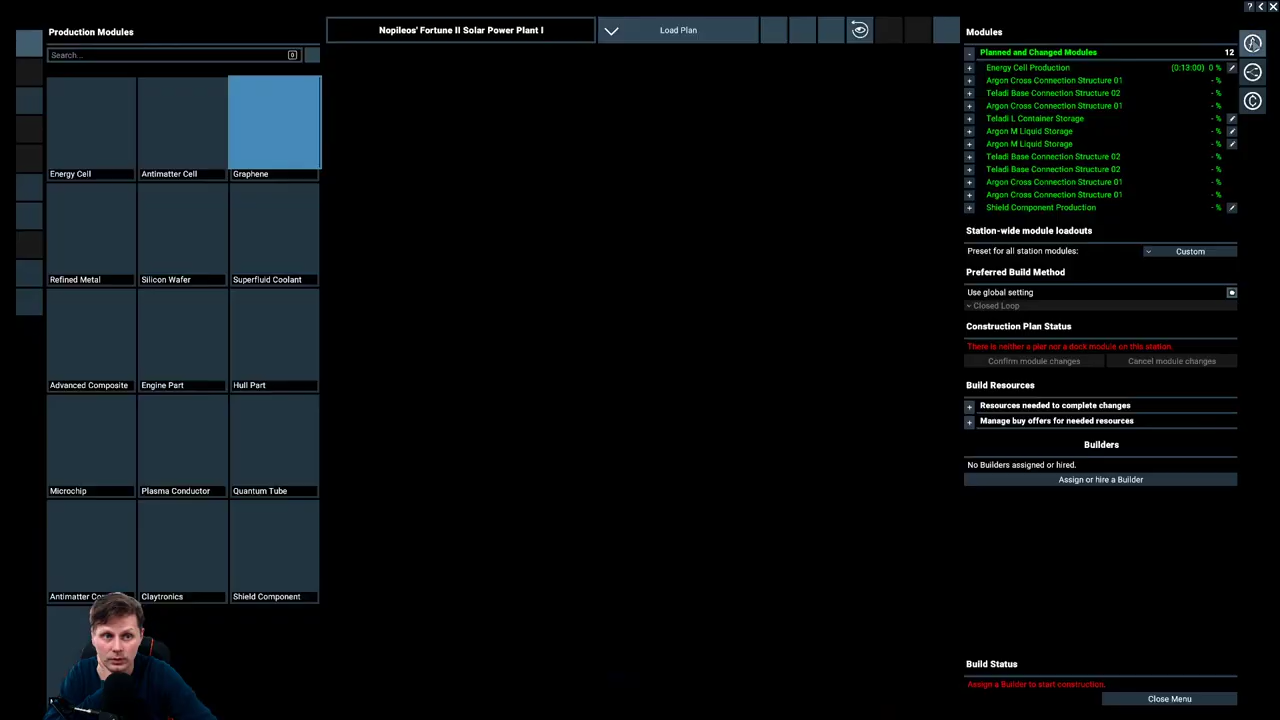 Production Modules
Search...
Energy Cell
Antimatter Cell
Graphene
Refined Metal
Silicon Wafer
Superfluid Coolant
Advanced Composite
Engine Part
Hull Part
Microchip
Plasma Conductor
Quantum Tube
Antimatter
Claytronics
Shield Component
Nopileos' Fortune II Solar Power Plant I
Load Plan
Modules
- Planned and Changed Modules 12
+ Energy Cell Production (0:13:00) 0 %
+ Argon Cross Connection Structure 01 - %
+ Teladi Base Connection Structure 02 - %
+ Argon Cross Connection Structure 01 - %
+ Teladi L Container Storage - %
+ Argon M Liquid Storage - %
+ Argon M Liquid Storage - %
+ Teladi Base Connection Structure 02 - %
+ Teladi Base Connection Structure 02 - %
+ Argon Cross Connection Structure 01 - %
+ Argon Cross Connection Structure 01 - %
+ Shield Component Production - %
Station-wide module loadouts
Preset for all station modules: Custom
Preferred Build Method
Use global setting
Closed Loop
Construction Plan Status
There is neither a pier nor a dock module on this station.
Confirm module changes Cancel module changes
Build Resources
+ Resources needed to complete changes
+ Manage buy offers for needed resources
Builders
No Builders assigned or hired.
Assign or hire a Builder
Build Status
Assign a Builder to start construction.
Close Menu